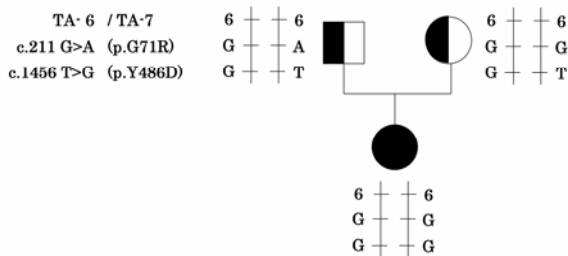 TA- 6 / TA-7 6 6 6 6
c.211 G>A (p.G71R) G A G G
c.1456 T>G (p.Y486D) G T G T
6 6
G G
G G